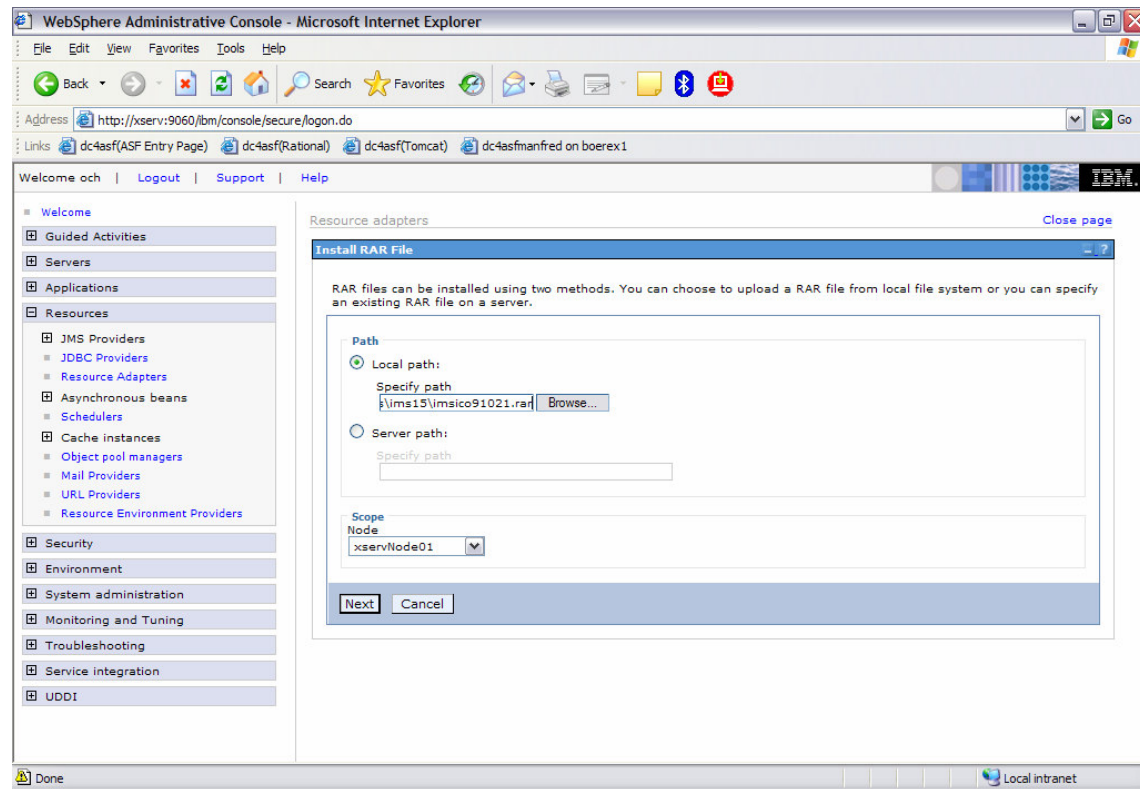 WebSphere Administrative Console - Microsoft Internet Explorer
File Edit View Favorites Tools Help
Back Search Favorites
Address http://xserv:9060/ibm/console/secure/logon.do Go
Links dc4asf(ASF Entry Page) dc4asf(Rational) dc4asf(Tomcat) dc4asfmanfred on boerex1
Welcome och | Logout | Support | Help IBM.
Welcome
Guided Activities
Servers
Applications
Resources
JMS Providers
JDBC Providers
Resource Adapters
Asynchronous beans
Schedulers
Cache instances
Object pool managers
Mail Providers
URL Providers
Resource Environment Providers
Security
Environment
System administration
Monitoring and Tuning
Troubleshooting
Service integration
UDDI
Resource adapters Close page
Install RAR File - ?
RAR files can be installed using two methods. You can choose to upload a RAR file from local file system or you can specify
an existing RAR file on a server.
Path
Local path:
Specify path
s\ims15\imsico91021.rar Browse...
Server path:
Specify path
Scope
Node
xservNode01
Next Cancel
Done Local intranet